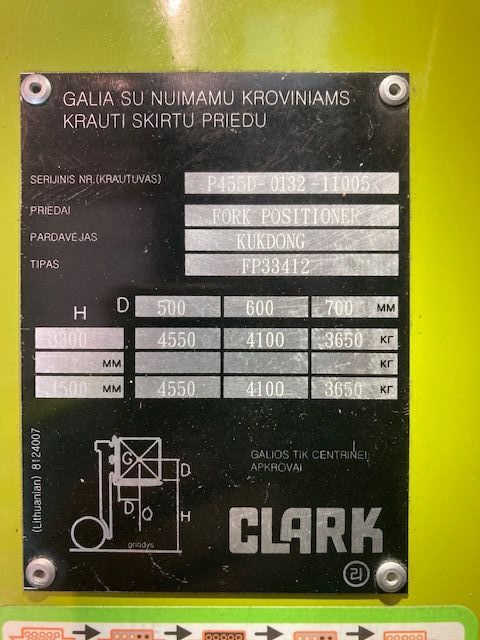 GALIA SU NUIMAMU KROVINIAMS
KRAUTI SKIRTU PRIEDU
SERIJINIS NR.(KRAUTUVAS) P455D-0132-11005
PRIEDAI FORK POSITIONER
PARDAVĖJAS KUKDONG
TIPAS FP33412
H D 500 600 700 MM
3300 4550 4100 3650 КГ
MM КГ
4500 MM 4550 4100 3650 КГ
(Lithuanian) 8124007
G
D
D
Q
H
grindys
GALIOS TIK CENTRINEI
APKROVAI
CLARK